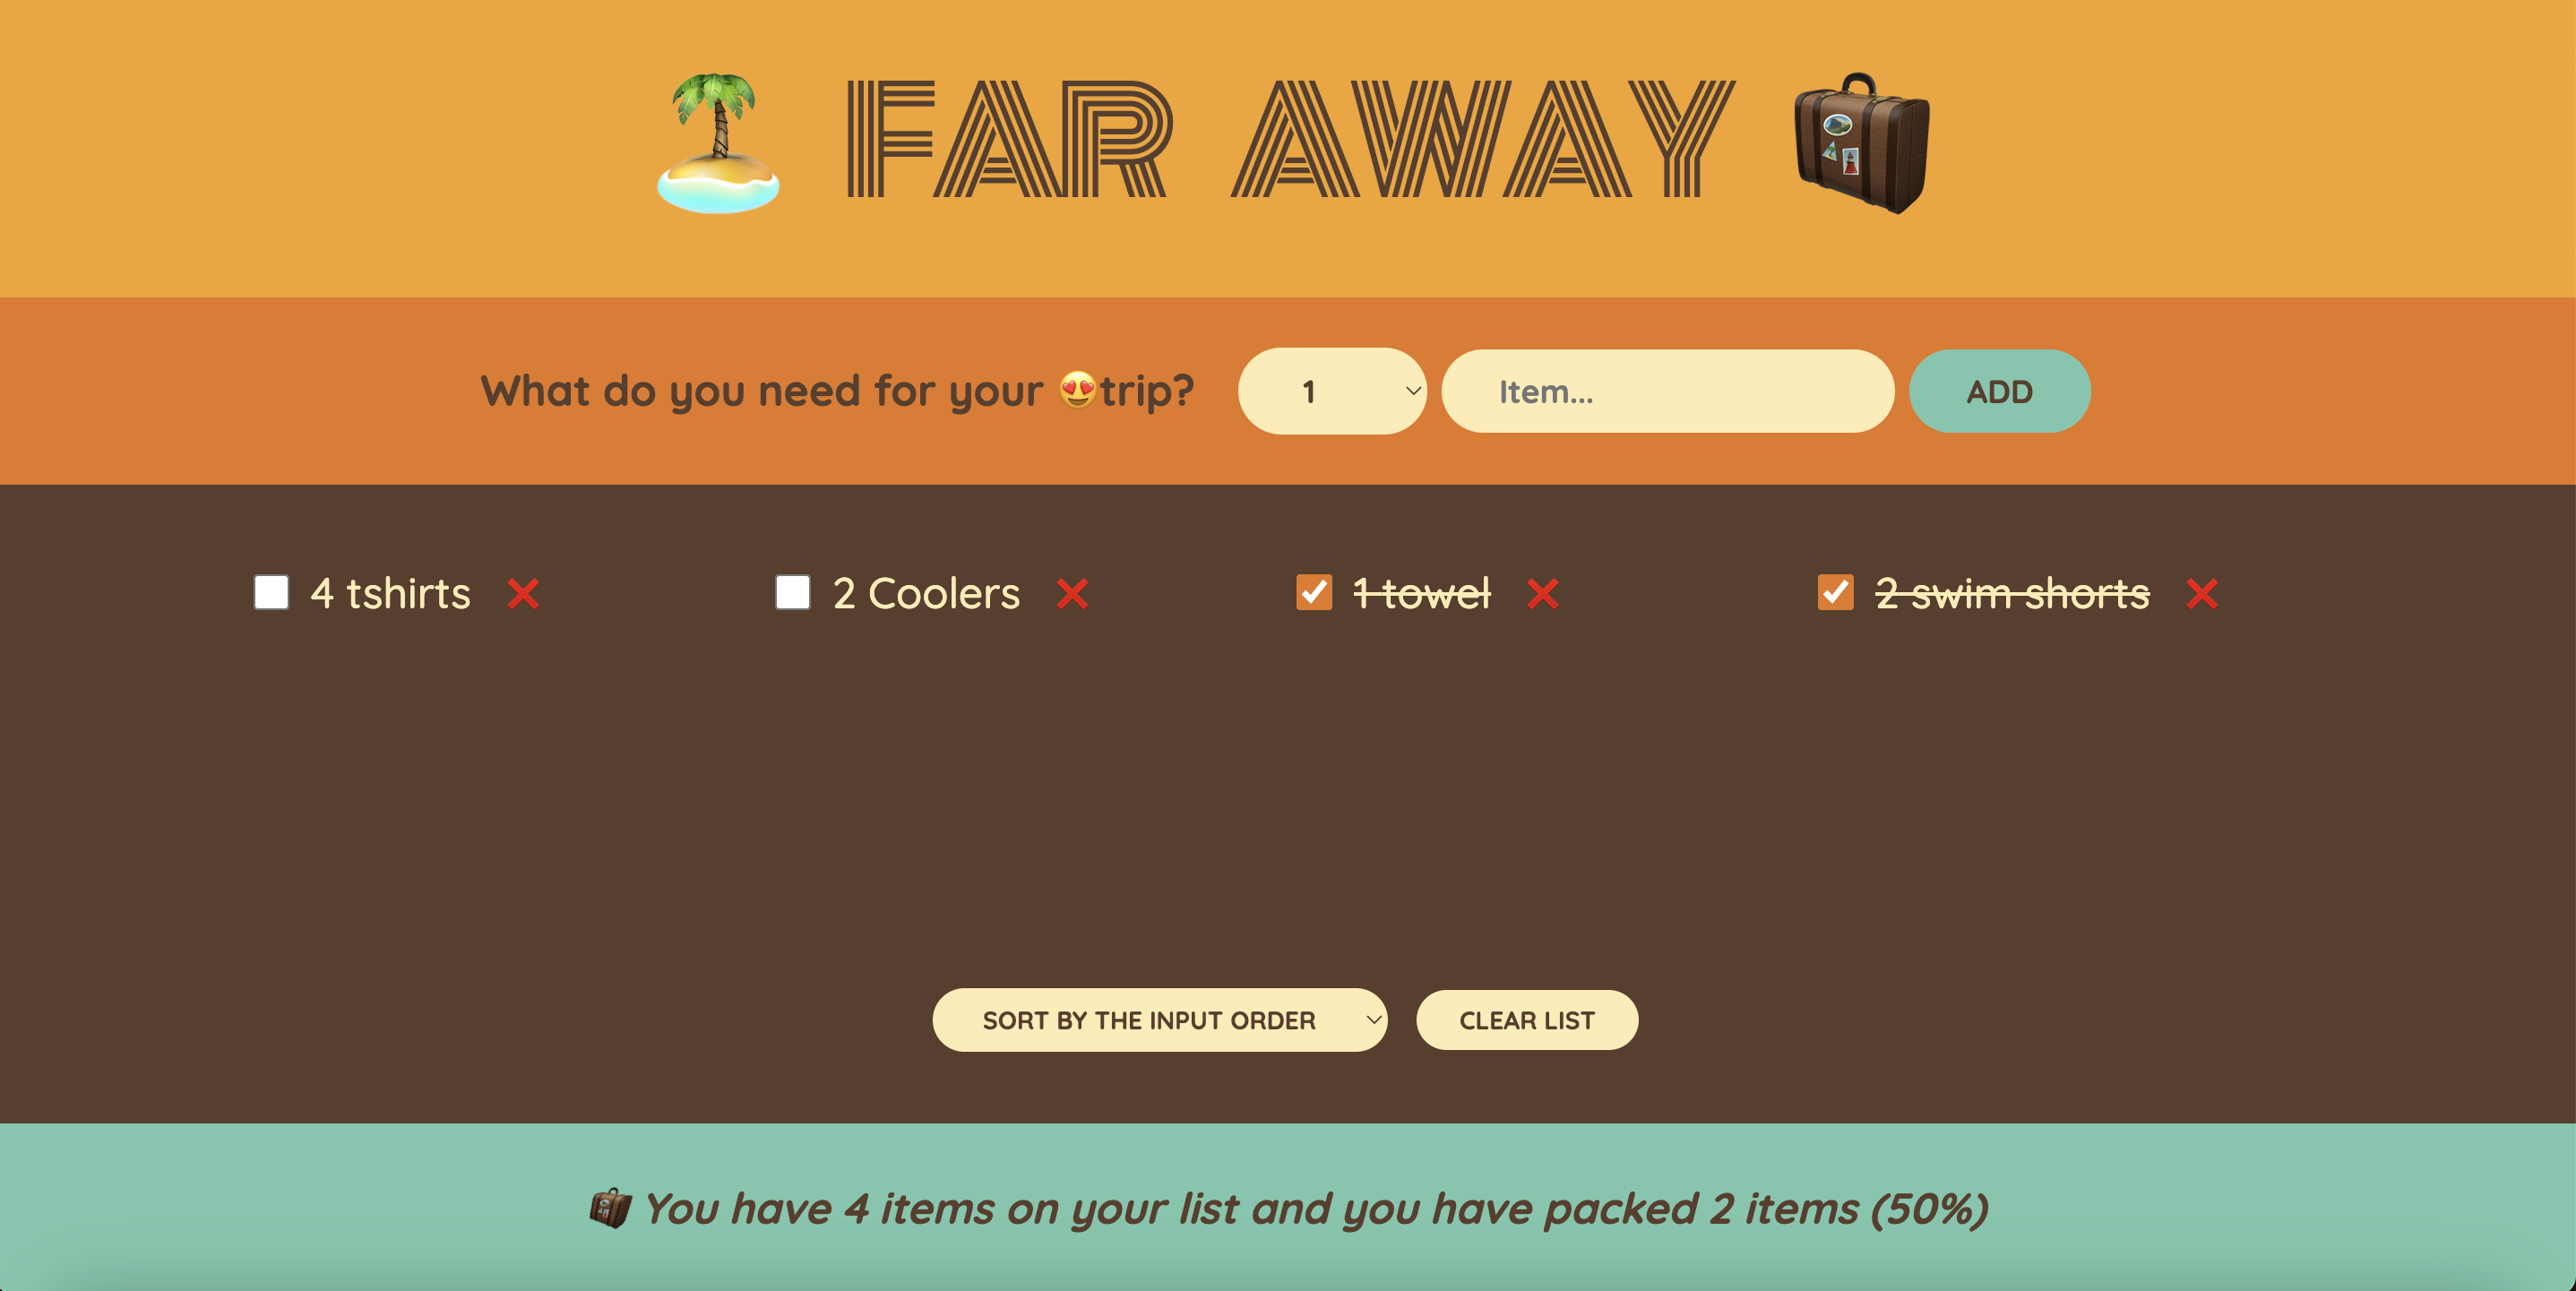 🏝️ FAR AWAY 🧳
What do you need for your 😍trip? 1 Item... ADD
4 tshirts ❌ 2 Coolers ❌ 1 towel ❌ 2 swim shorts ❌
SORT BY THE INPUT ORDER CLEAR LIST
🧳 You have 4 items on your list and you have packed 2 items (50%)